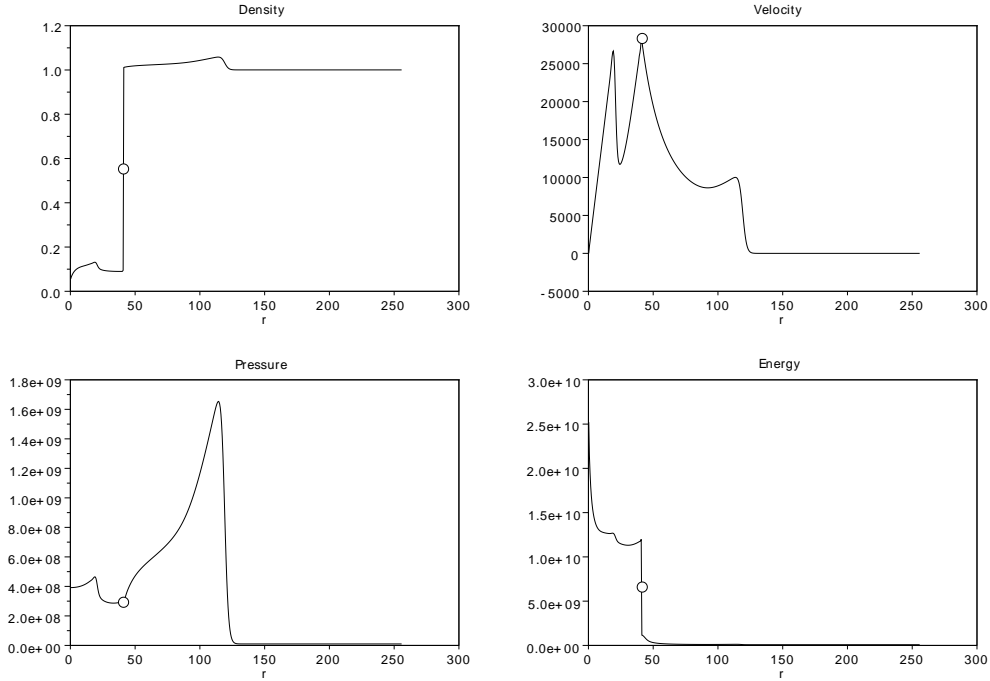 Density
1.2
1.0
0.8
0.6
0.4
0.2
0.0
0 50 100 150 200 250 300
r
Velocity
30000
25000
20000
15000
10000
5000
0
-5000
0 50 100 150 200 250 300
r
Pressure
1.8e+09
1.6e+09
1.4e+09
1.2e+09
1.0e+09
8.0e+08
6.0e+08
4.0e+08
2.0e+08
0.0e+00
0 50 100 150 200 250 300
r
Energy
3.0e+10
2.5e+10
2.0e+10
1.5e+10
1.0e+10
5.0e+09
0.0e+00
0 50 100 150 200 250 300
r